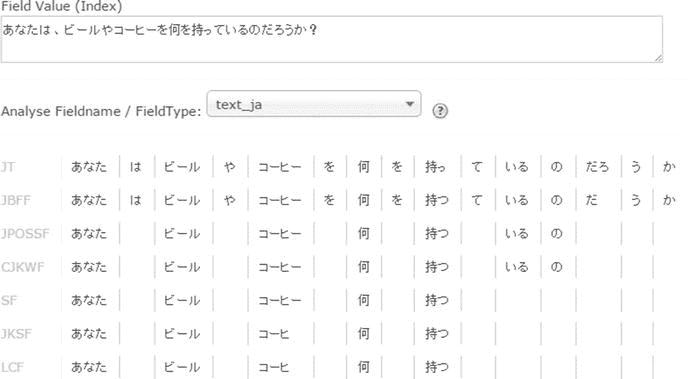 Field Value (Index)
あなたは、ビールやコーヒーを何を持っているのだろうか？
Analyse Fieldname / FieldType: text_ja ?
JT あなた は ビール や コーヒー を 何 を 持っ て いる の だろ う か
JBFF あなた は ビール や コーヒー を 何 を 持つ て いる の だ う か
JPOSSF あなた ビール コーヒー 何 持つ いる の
CJKWF あなた ビール コーヒー 何 持つ いる の
SF あなた ビール コーヒー 何 持つ
JKSF あなた ビール コーヒ 何 持つ
LCF あなた ビール コーヒ 何 持つ